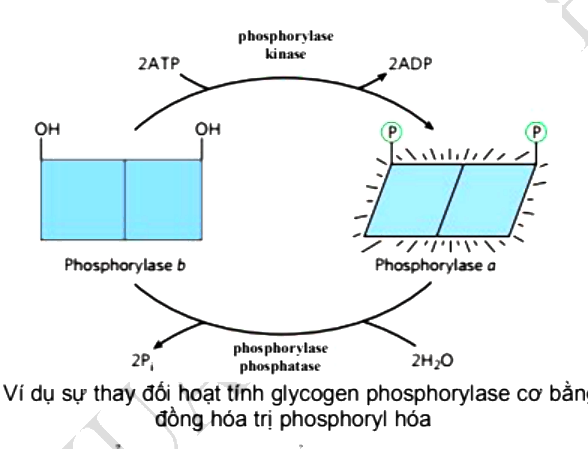 phosphorylase
kinase
2ATP
2ADP
OH
OH
P
P
Phosphorylase b
Phosphorylase a
2Pi
phosphorylase
phosphatase
2H₂O
Ví dụ sự thay đổi hoạt tính glycogen phosphorylase cơ bằng
đồng hóa trị phosphoryl hóa